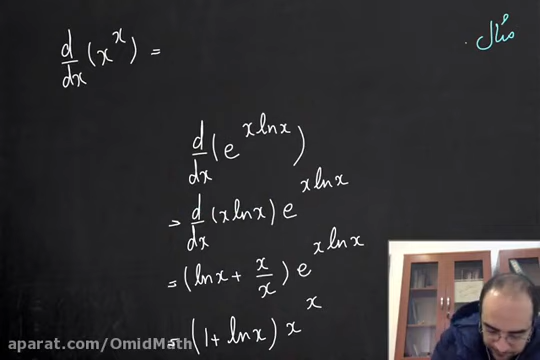 مثال.
d/dx (x^x) =
d/dx (e^(x ln x))
= d/dx (x ln x) e^(x ln x)
= (ln x + x/x) e^(x ln x)
= (1 + ln x) x^x
aparat.com/OmidMath